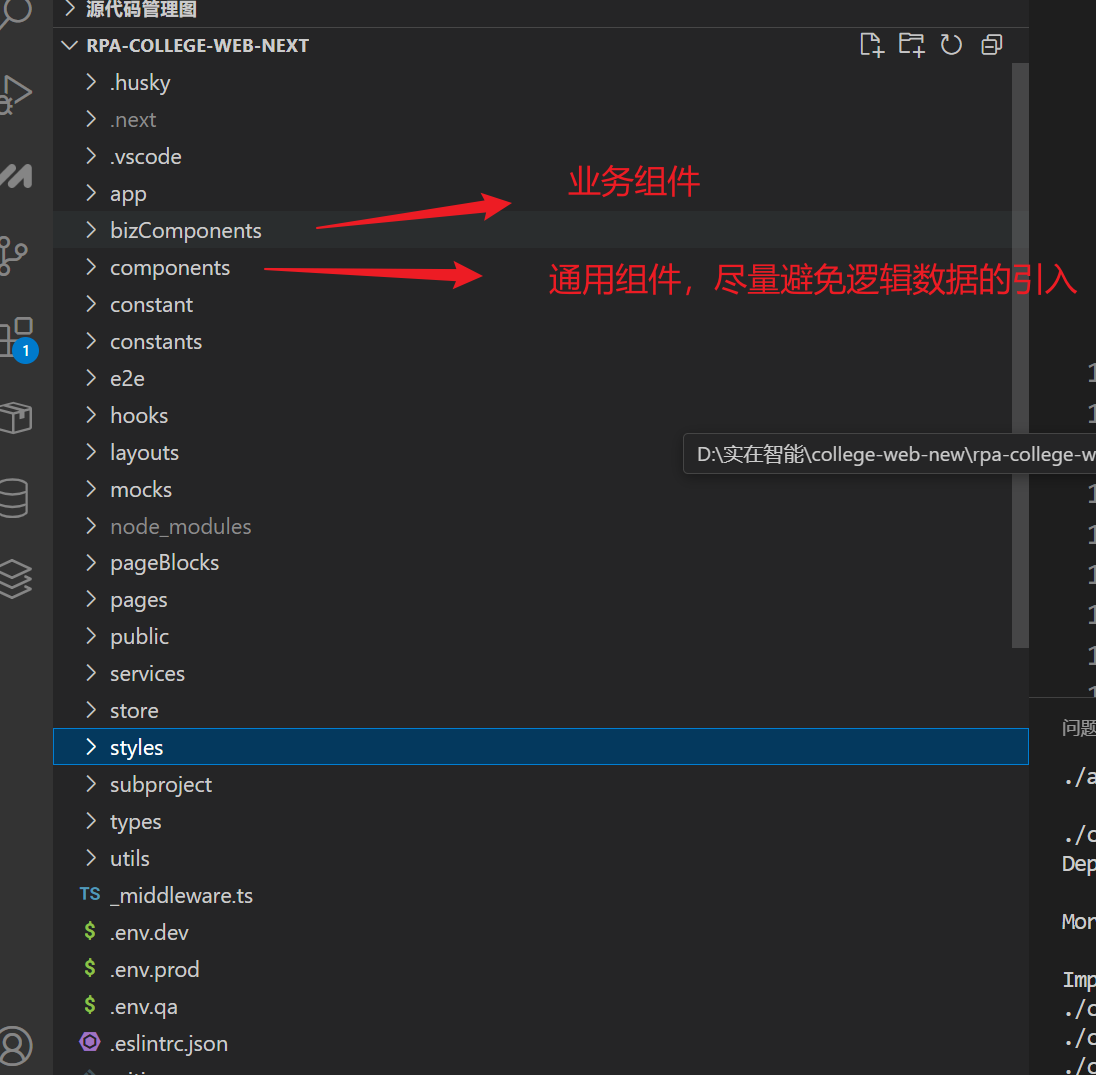 源代码管理图
RPA-COLLEGE-WEB-NEXT
.husky
.next
.vscode
业务组件
app
bizComponents
components
通用组件，尽量避免逻辑数据的引入
constant
constants
e2e
1
hooks
layouts
D:\实在智能\college-web-new\rpa-college-w
mocks
node_modules
pageBlocks
pages
public
services
store
问题
styles
./a
subproject
types
./c
utils
Dep
_middleware.ts
TS
.env.dev
Mon
.env.prod
Imp
.env.qa
./c
.eslintrc.json
./c
./c